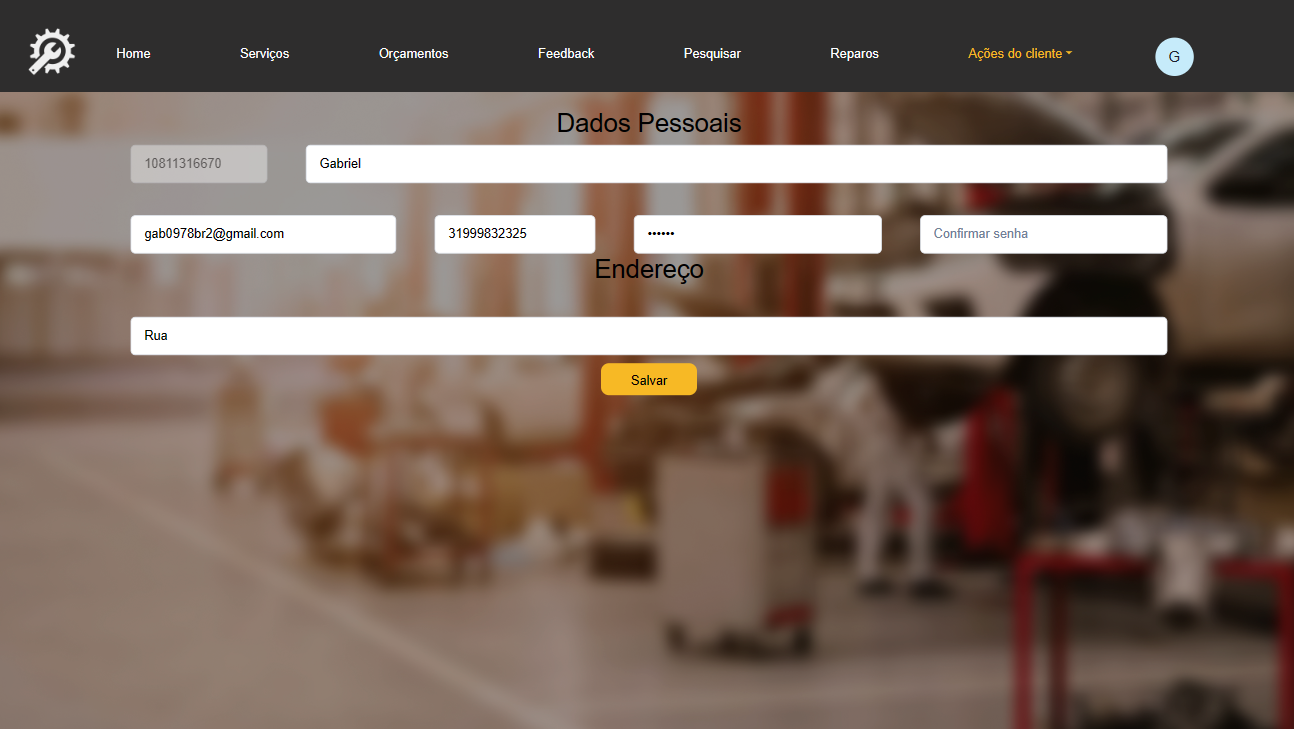 Home Serviços Orçamentos Feedback Pesquisar Reparos Ações do cliente G
Dados Pessoais
10811316670 Gabriel
gab0978br2@gmail.com 31999832325 •••••• Confirmar senha
Endereço
Rua
Salvar